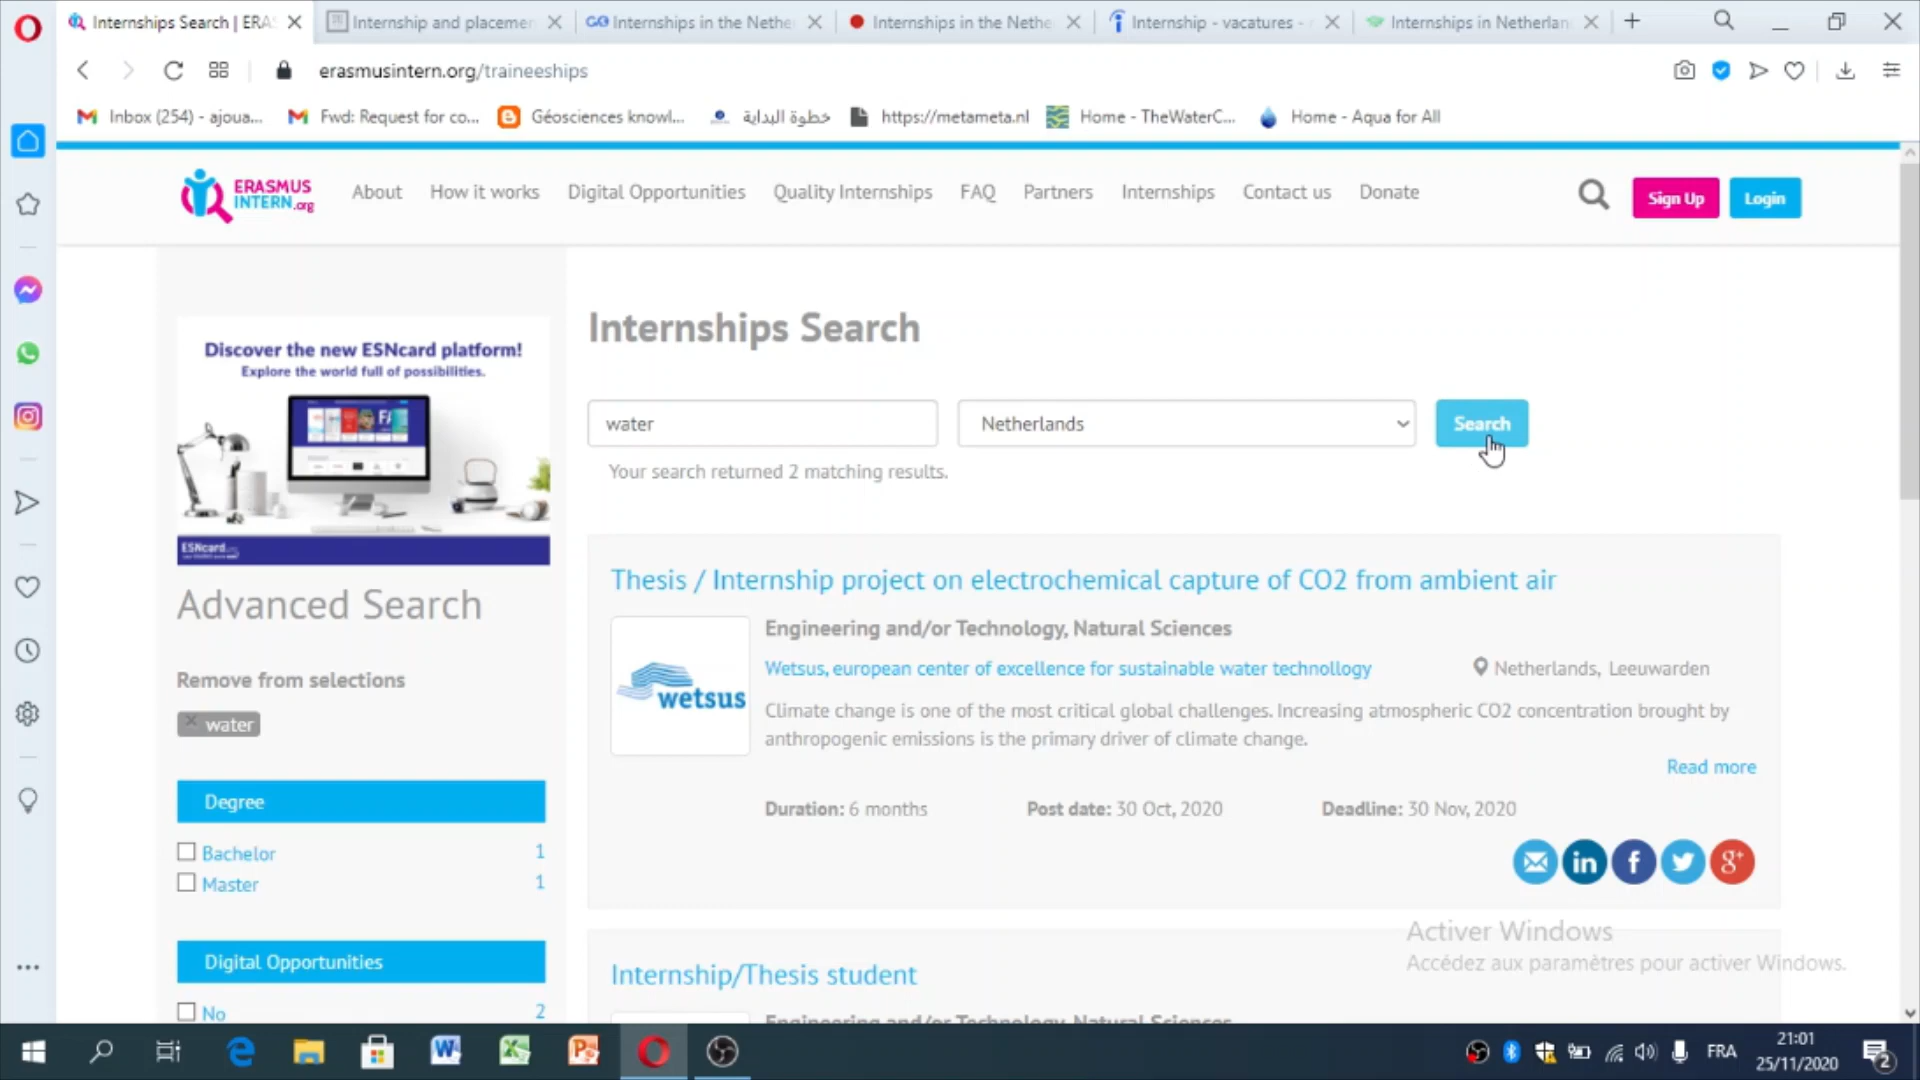 Internships Search | ERA
Internship and placemen
Internships in the Nethe
Internships in the Nethe
Internship - vacatures -
Internships in Netherlan
erasmusintern.org/traineeships
Inbox (254) - ajoua...
Fwd: Request for co...
Géosciences knowl...
خطوة البداية
https://metameta.nl
Home - TheWaterC...
Home - Aqua for All
ERASMUS
INTERN.org
About
How it works
Digital Opportunities
Quality Internships
FAQ
Partners
Internships
Contact us
Donate
Sign Up
Login
Discover the new ESNcard platform!
Explore the world full of possibilities.
ESNcard
Advanced Search
Remove from selections
× water
Degree
Bachelor 1
Master 1
Digital Opportunities
No 2
Internships Search
water
Netherlands
Search
Your search returned 2 matching results.
Thesis / Internship project on electrochemical capture of CO2 from ambient air
wetsus
Engineering and/or Technology, Natural Sciences
Wetsus, european center of excellence for sustainable water technollogy
Netherlands, Leeuwarden
Climate change is one of the most critical global challenges. Increasing atmospheric CO2 concentration brought by
anthropogenic emissions is the primary driver of climate change.
Read more
Duration: 6 months
Post date: 30 Oct, 2020
Deadline: 30 Nov, 2020
Internship/Thesis student
Engineering and/or Technology, Natural Sciences
Activer Windows
Accédez aux paramètres pour activer Windows.
FRA
21:01
25/11/2020
2